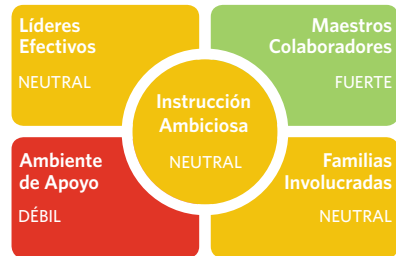 Líderes
Efectivos
NEUTRAL
Maestros
Colaboradores
FUERTE
Instrucción
Ambiciosa
NEUTRAL
Ambiente
de Apoyo
DÉBIL
Familias
Involucradas
NEUTRAL